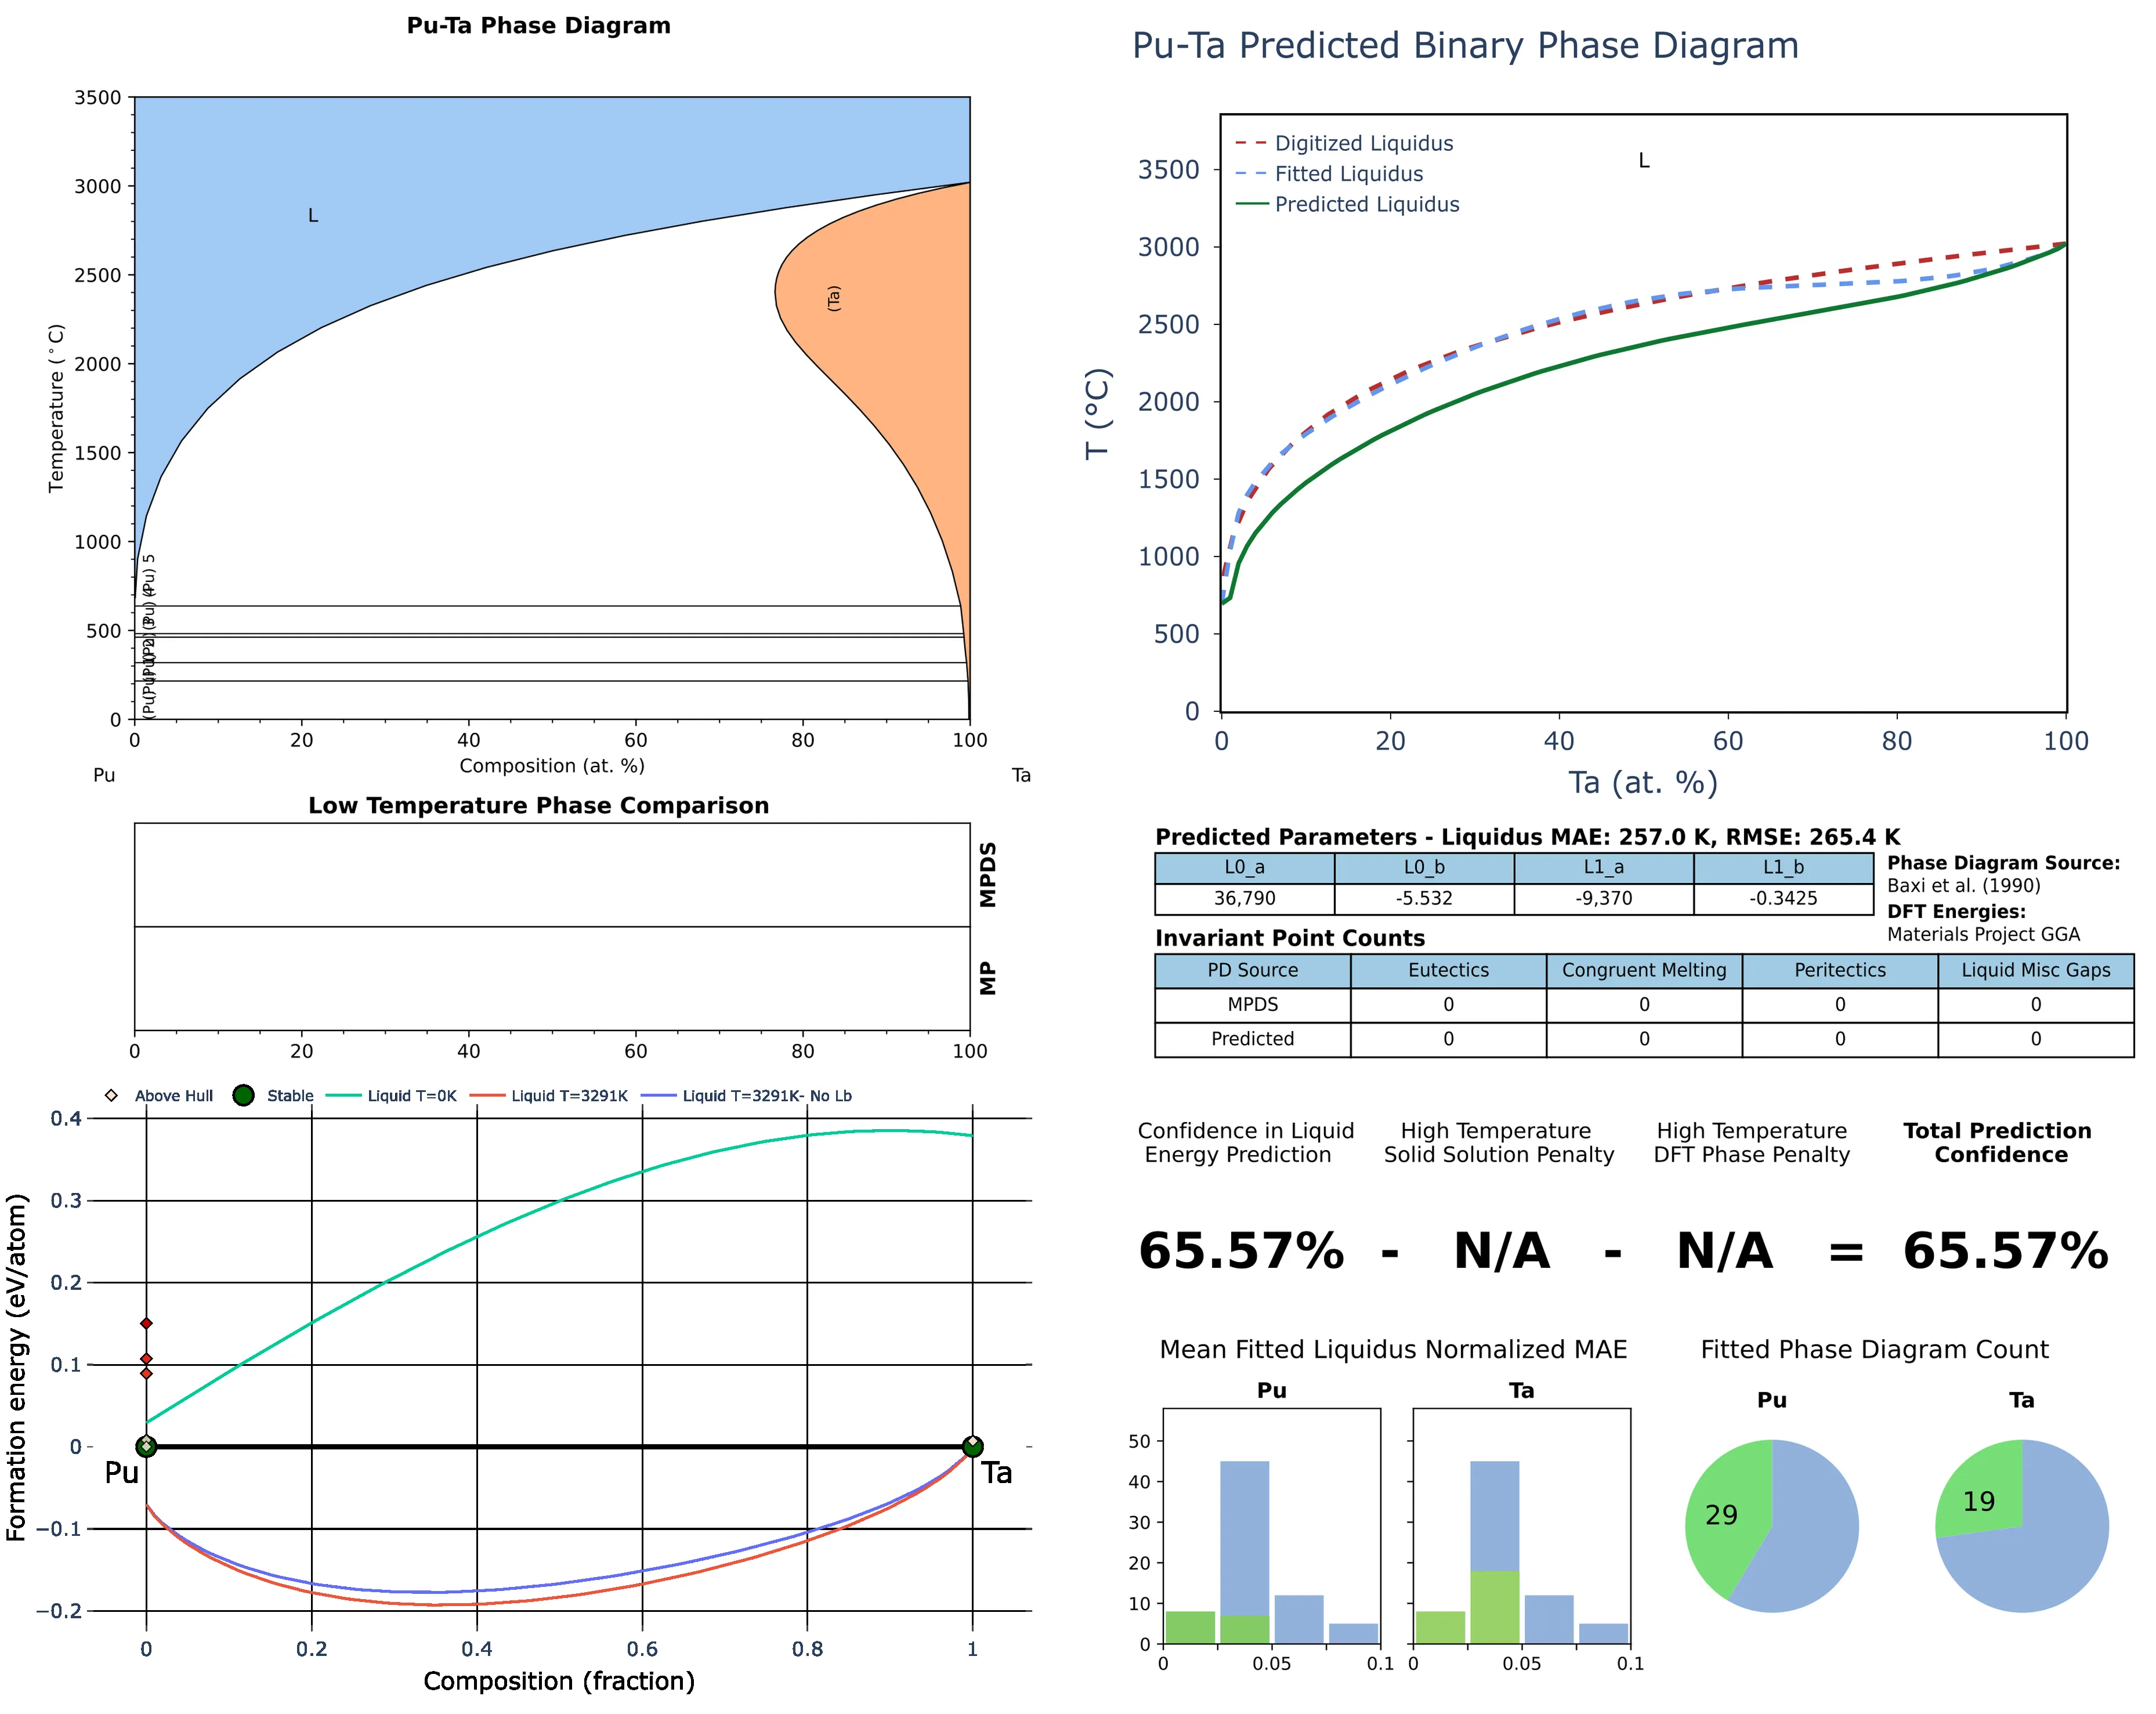 Pu-Ta Phase Diagram
3500
3000
2500
2000
1500
1000
500
0
Temperature (°C)
L
(Ta)
(Pu) 5
0
20
40
60
80
100
Composition (at. %)
Pu
Ta
Low Temperature Phase Comparison
MPDS
MP
0
20
40
60
80
100
Above Hull
Stable
Liquid T=0K
Liquid T=3291K
Liquid T=3291K- No Lb
0.4
0.3
0.2
0.1
0
−0.1
−0.2
Formation energy (eV/atom)
Pu
Ta
0
0.2
0.4
0.6
0.8
1
Composition (fraction)
Pu-Ta Predicted Binary Phase Diagram
Digitized Liquidus
Fitted Liquidus
Predicted Liquidus
L
3500
3000
2500
2000
1500
1000
500
0
T (°C)
0
20
40
60
80
100
Ta (at. %)
Predicted Parameters - Liquidus MAE: 257.0 K, RMSE: 265.4 K
L0_a L0_b L1_a L1_b
36,790 -5.532 -9,370 -0.3425
Phase Diagram Source:
Baxi et al. (1990)
DFT Energies:
Materials Project GGA
Invariant Point Counts
PD Source Eutectics Congruent Melting Peritectics Liquid Misc Gaps
MPDS 0 0 0 0
Predicted 0 0 0 0
Confidence in Liquid
Energy Prediction
High Temperature
Solid Solution Penalty
High Temperature
DFT Phase Penalty
Total Prediction
Confidence
65.57% - N/A - N/A = 65.57%
Mean Fitted Liquidus Normalized MAE
Pu
Ta
50
40
30
20
10
0
0
0.05
0.1
0
0.05
0.1
Fitted Phase Diagram Count
Pu
Ta
29
19